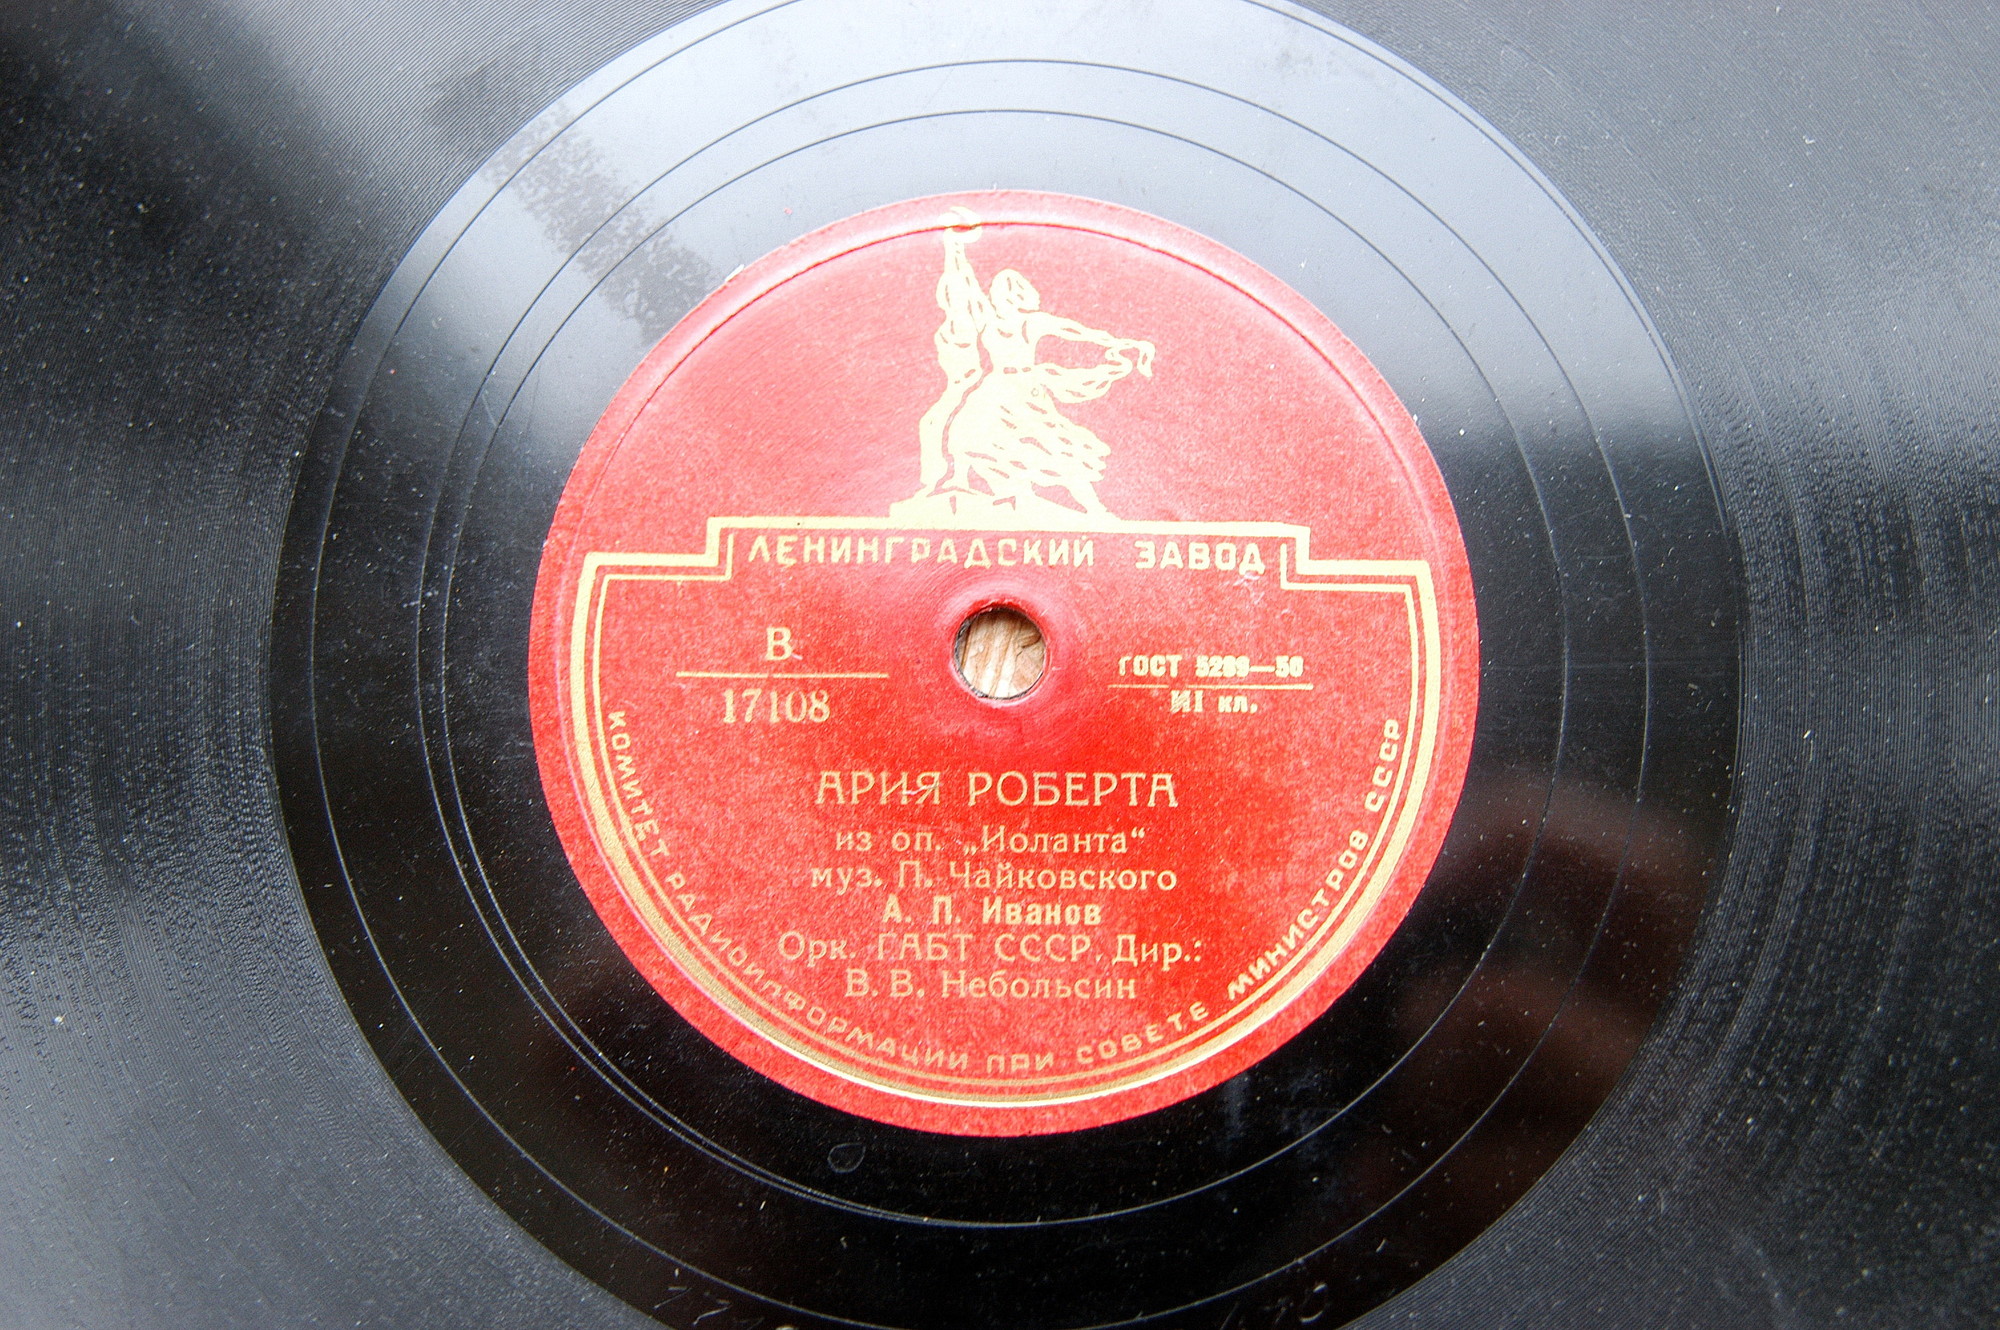 ЛЕНИНГРАДСКИЙ ЗАВОД
В
17108
ГОСТ 5289—50
кл.
АРИЯ РОБЕРТА
из оп. „Иоланта“
муз. П. Чайковского
А. П. Иванов
Орк. ГАБТ СССР. Дир.:
В. В. Небольсин
КОМИТЕТ РАДИОИНФОРМАЦИИ ПРИ СОВЕТЕ МИНИСТРОВ СССР